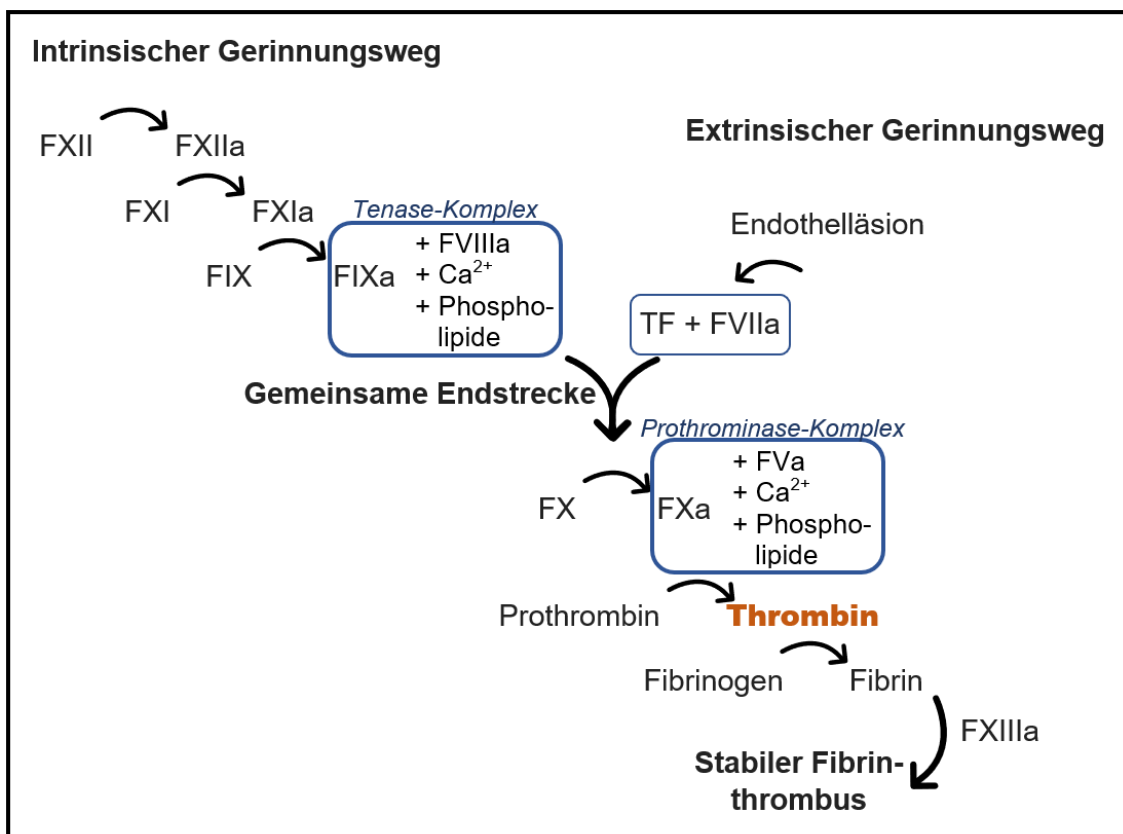 Intrinsischer Gerinnungsweg
Extrinsischer Gerinnungsweg
FXII FXIIa
FXI FXIa
Tenase-Komplex
FIX FIXa
+ FVIIIa
+ Ca²⁺
+ Phospho-
lipide
Endothelläsion
TF + FVIIa
Gemeinsame Endstrecke
Prothrominase-Komplex
FX FXa
+ FVa
+ Ca²⁺
+ Phospho-
lipide
Prothrombin Thrombin
Fibrinogen Fibrin
FXIIIa
Stabiler Fibrin-
thrombus